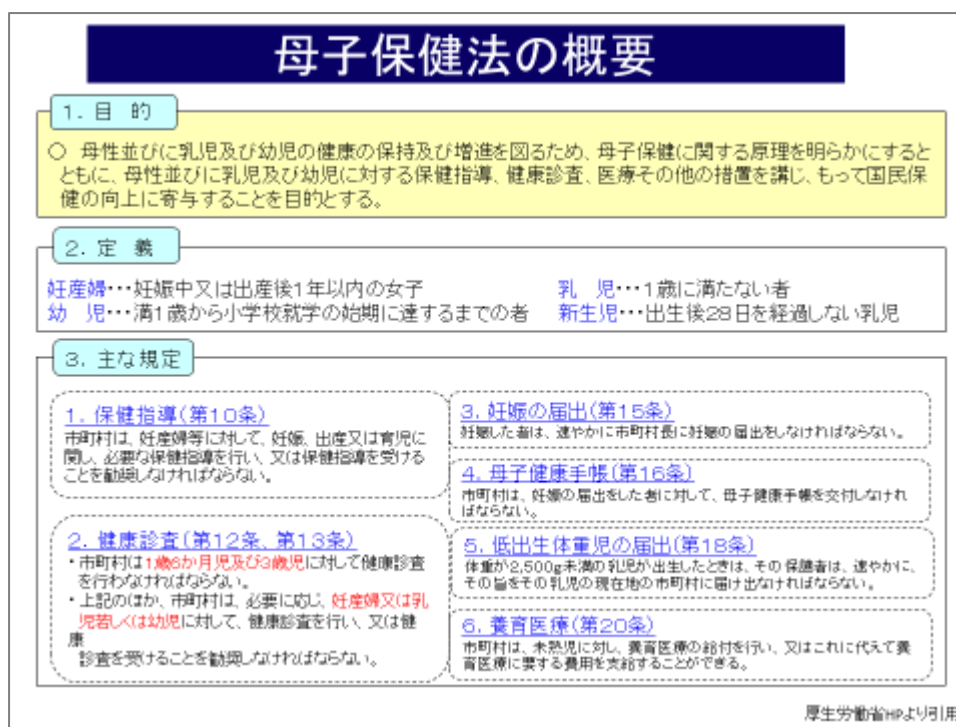 母子保健法の概要
1. 目 的
○ 母性並びに乳児及び幼児の健康の保持及び増進を図るため、母子保健に関する原理を明らかにすると
ともに、母性並びに乳児及び幼児に対する保健指導、健康診査、医療その他の措置を講じ、もって国民保
健の向上に寄与することを目的とする。
2. 定 義
妊産婦・・・妊娠中又は出産後1年以内の女子
乳 児・・・1歳に満たない者
幼 児・・・満1歳から小学校就学の始期に達するまでの者
新生児・・・出生後28日を経過しない乳児
3. 主な規定
1. 保健指導(第10条)
市町村は、妊産婦等に対して、妊娠、出産又は育児に
関し、必要な保健指導を行い、又は保健指導を受ける
ことを勧奨しなければならない。
2. 健康診査(第12条、第13条)
・市町村は1歳6か月児及び3歳児に対して健康診査
を行わなければならない。
・上記のほか、市町村は、必要に応じ、妊産婦又は乳
児若しくは幼児に対して、健康診査を行い、又は健
康
診査を受けることを勧奨しなければならない。
3. 妊娠の届出(第15条)
妊娠した者は、速やかに市町村長に妊娠の届出をしなければならない。
4. 母子健康手帳(第16条)
市町村は、妊娠の届出をした者に対して、母子健康手帳を交付しなけれ
ばならない。
5. 低出生体重児の届出(第18条)
体重が2,500g未満の乳児が出生したときは、その保護者は、速やかに、
その旨をその乳児の現在地の市町村に届け出なければならない。
6. 養育医療(第20条)
市町村は、未熟児に対し、養育医療の給付を行い、又はこれに代えて養
育医療に要する費用を支給することができる。
厚生労働省HPより引用